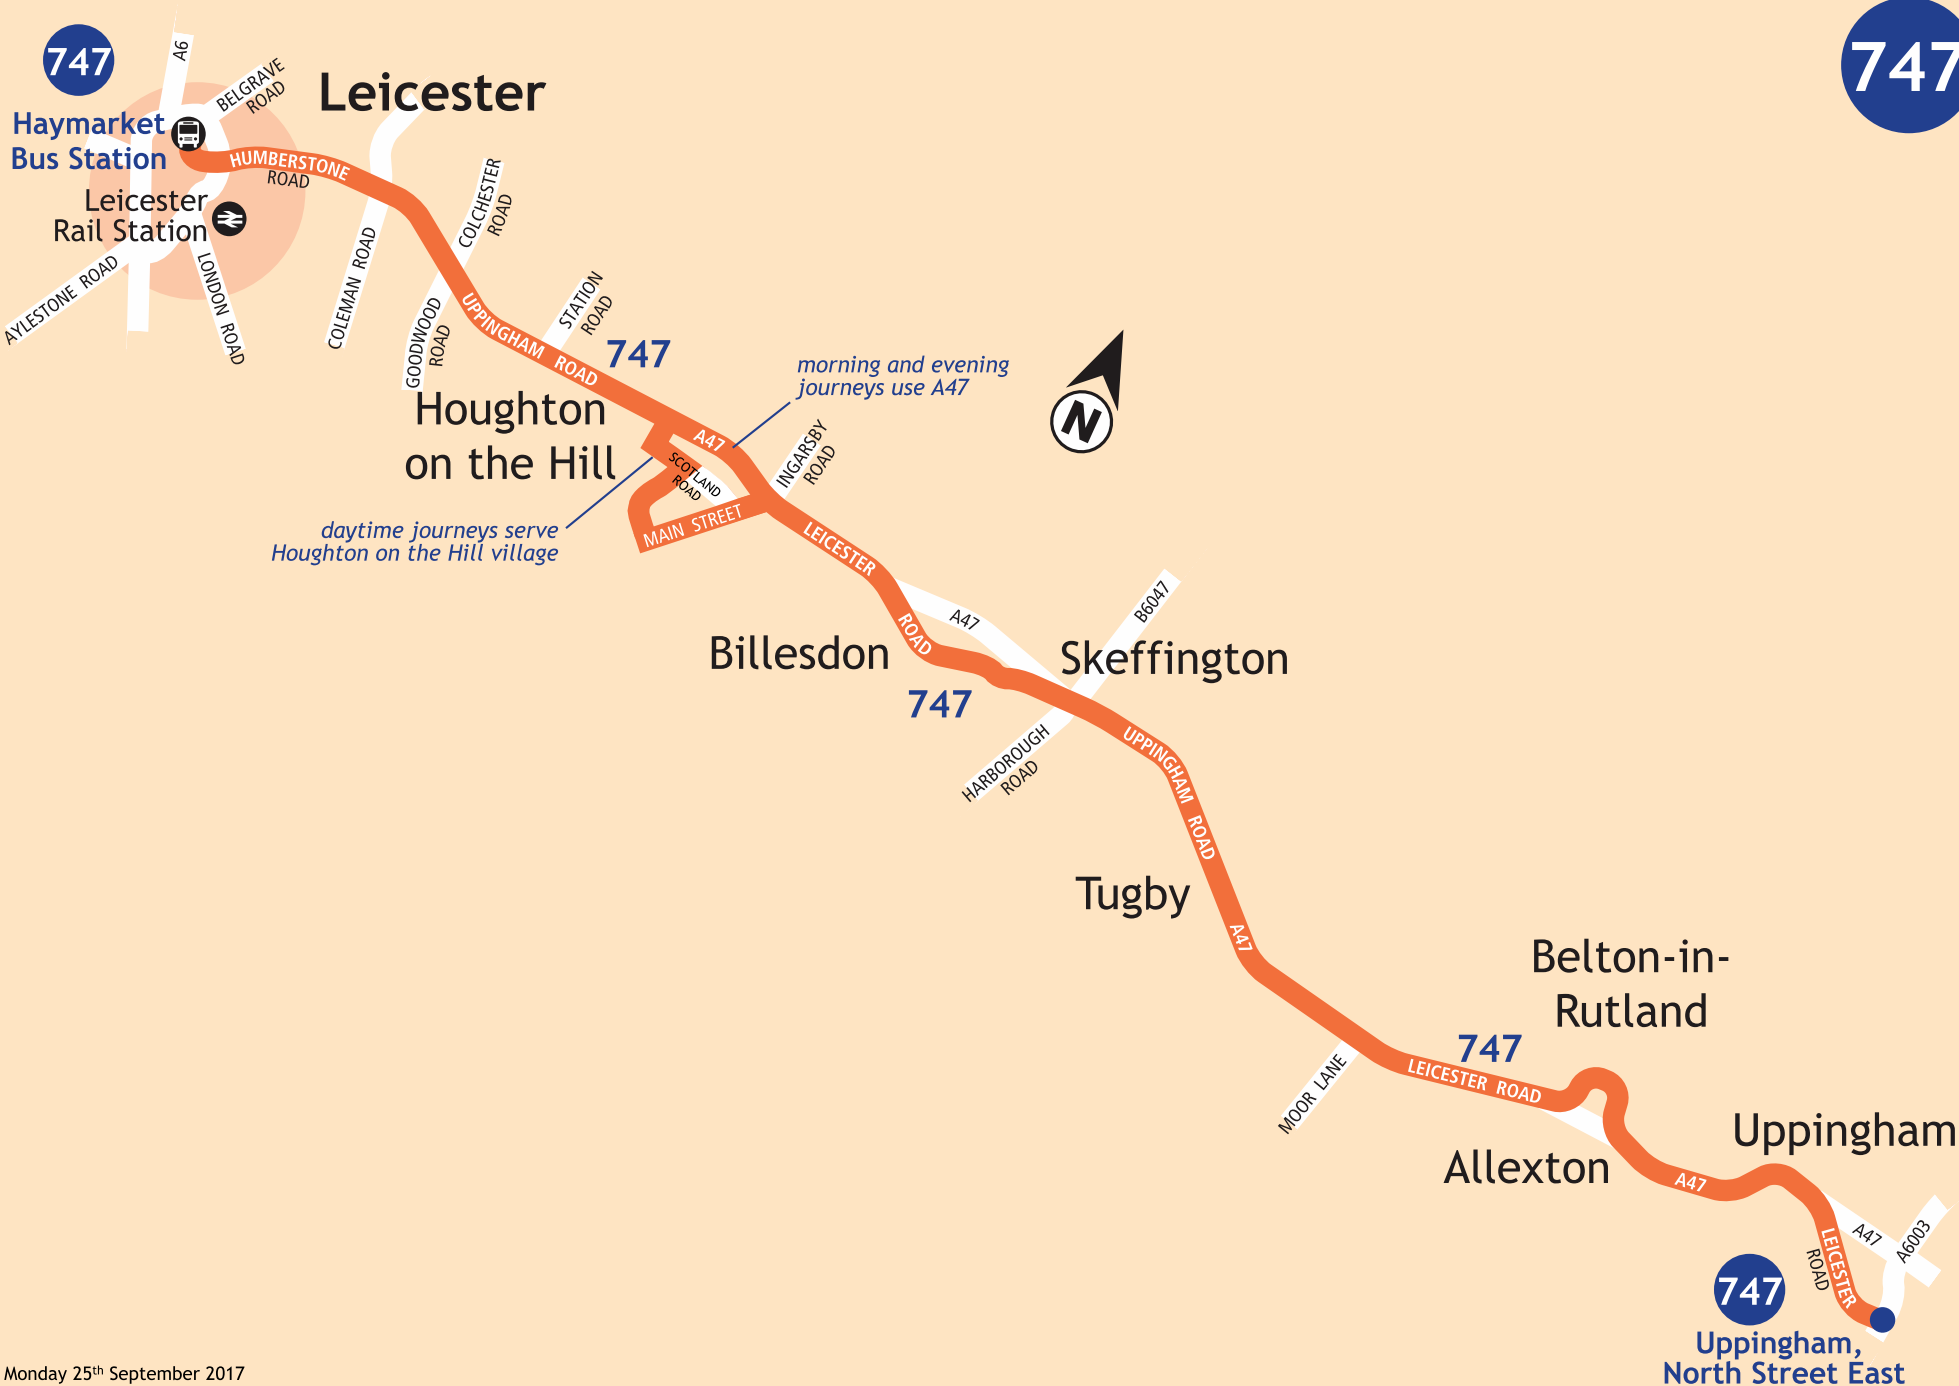 747
747
A6
BELGRAVE
ROAD
Leicester
Haymarket
Bus Station
HUMBERSTONE
ROAD
Leicester
Rail Station
AYLESTONE ROAD
LONDON ROAD
COLEMAN ROAD
COLCHESTER
ROAD
GOODWOOD
ROAD
UPPINGHAM ROAD
STATION
ROAD
747
morning and evening
journeys use A47
Houghton
on the Hill
A47
SCOTLAND
ROAD
MAIN STREET
INGARSBY
ROAD
N
daytime journeys serve
Houghton on the Hill village
LEICESTER
ROAD
A47
B6047
Billesdon
Skeffington
747
HARBOROUGH
ROAD
UPPINGHAM ROAD
Tugby
A47
Belton-in-
Rutland
747
MOOR LANE
LEICESTER ROAD
Allexton
Uppingham
A47
A47
A6003
LEICESTER
ROAD
747
Uppingham,
North Street East
Monday 25th September 2017